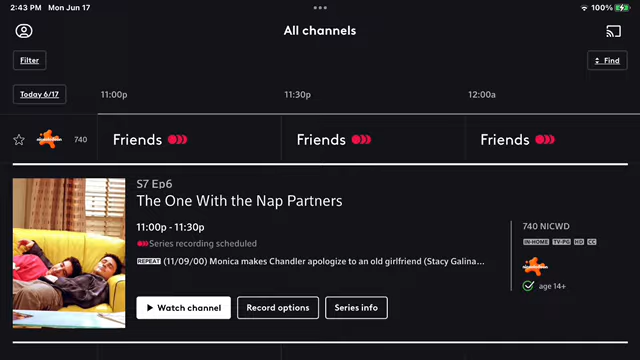 2:43 PM Mon Jun 17
100%
All channels
Filter
Find
Today 6/17
11:00p
11:30p
12:00a
nickelodeon
740
Friends
Friends
Friends
S7 Ep6
The One With the Nap Partners
11:00p - 11:30p
Series recording scheduled
REPEAT (11/09/00) Monica makes Chandler apologize to an old girlfriend (Stacy Galina...
Watch channel
Record options
Series info
740 NICWD
IN-HOME TV-PG HD CC
nickelodeon
age 14+